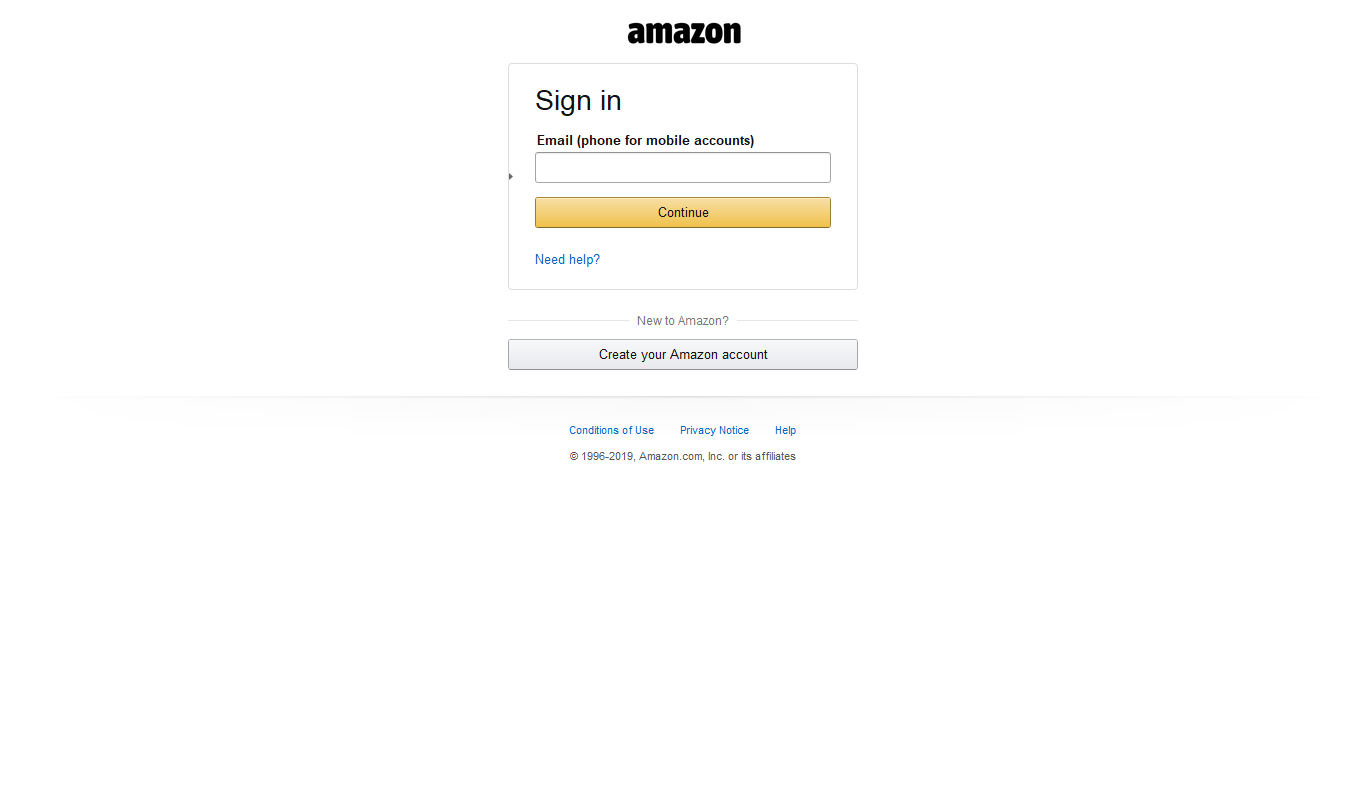 amazon
Sign in
Email (phone for mobile accounts)
Continue
Need help?
New to Amazon?
Create your Amazon account
Conditions of Use Privacy Notice Help
© 1996-2019, Amazon.com, Inc. or its affiliates